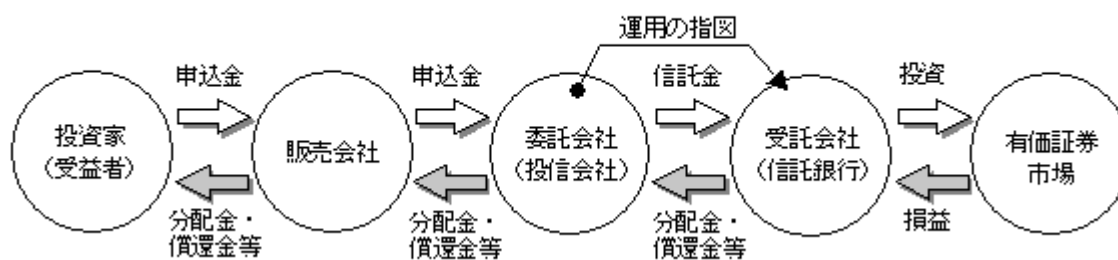 運用の指図
申込金
申込金
信託金
投資
投資家
(受益者)
販売会社
委託会社
(投信会社)
受託会社
(信託銀行)
有価証券
市場
分配金・
償還金等
分配金・
償還金等
分配金・
償還金等
損益